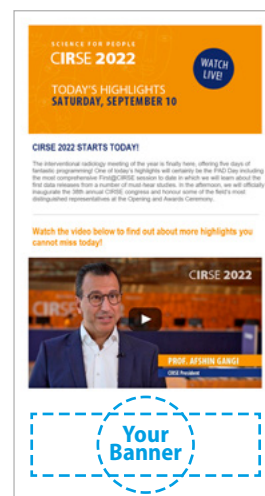 SCIENCE FOR PEOPLE
CIRSE 2022
WATCH
LIVE!
TODAY'S HIGHLIGHTS
SATURDAY, SEPTEMBER 10
CIRSE 2022 STARTS TODAY!
The interventional radiology meeting of the year is finally here, offering five days of
fantastic programming! One of today's highlights will certainly be the PAD Day including
the most comprehensive First@CIRSE session to date in which we will learn about the
first data releases from a number of must-hear studies. In the afternoon, we will officially
inaugurate the 38th annual CIRSE congress and honour some of the field's most
distinguished representatives at the Opening and Awards Ceremony.
Watch the video below to find out about more highlights you
cannot miss today!
CIRSE 2022
PROF. AFSHIN GANGI
CIRSE President
Your
Banner